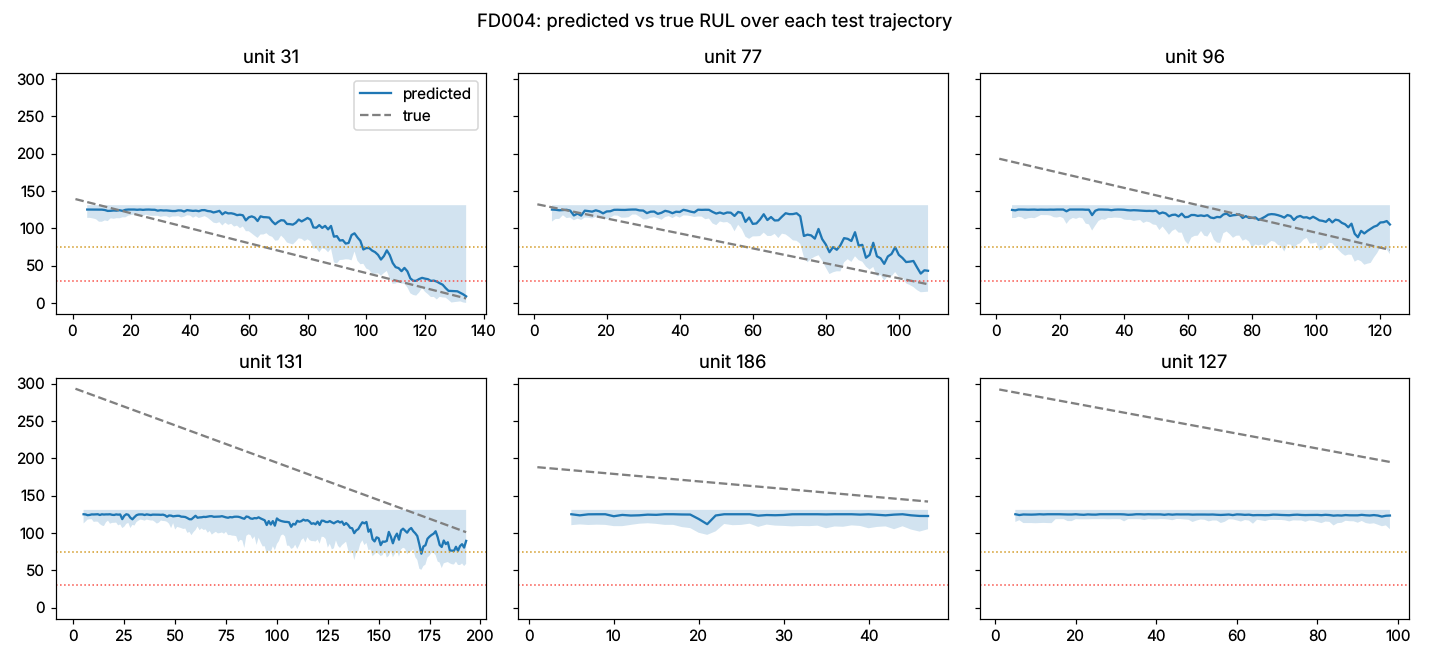 FD004: predicted vs true RUL over each test trajectory
unit 31
unit 77
unit 96
300
250
200
150
100
50
0
predicted
true
0 20 40 60 80 100 120 140
0 20 40 60 80 100
0 20 40 60 80 100 120
unit 131
unit 186
unit 127
300
250
200
150
100
50
0
0 25 50 75 100 125 150 175 200
0 10 20 30 40
0 20 40 60 80 100